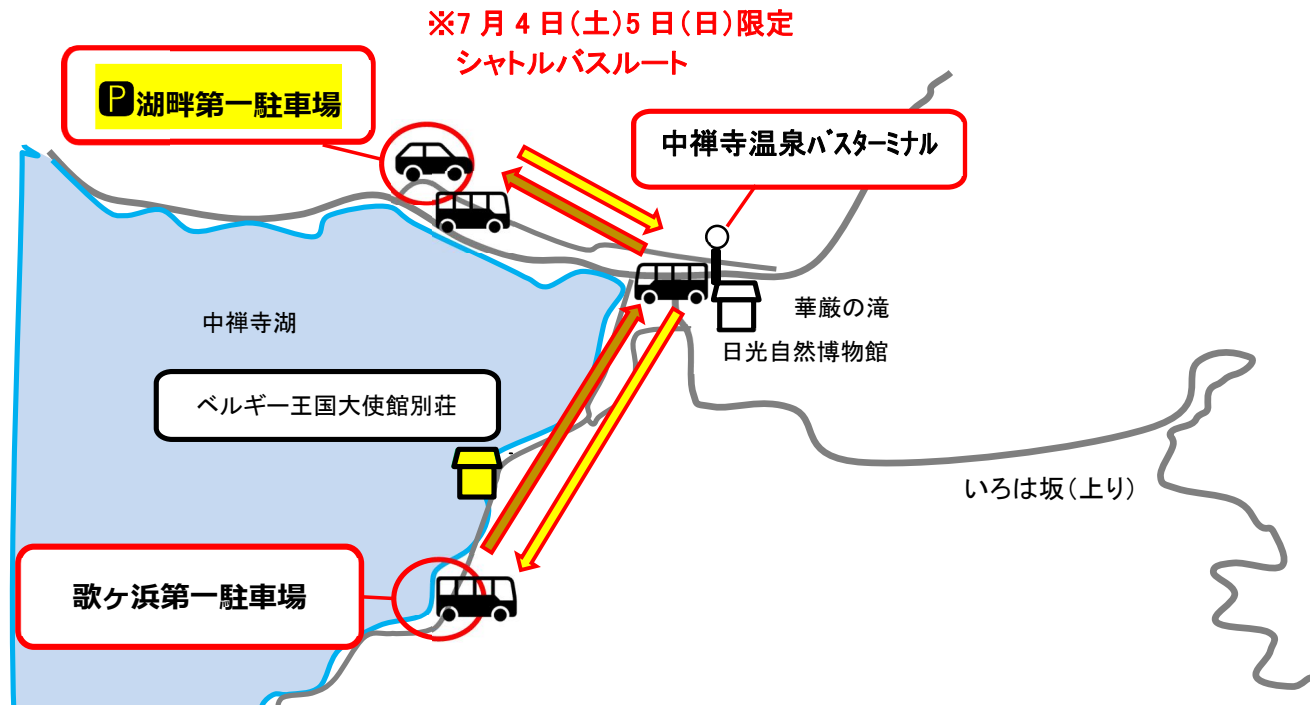 ※7月4日(土)5日(日)限定
シャトルバスルート
P湖畔第一駐車場
中禅寺温泉バスターミナル
華厳の滝
中禅寺湖
日光自然博物館
ベルギー王国大使館別荘
いろは坂(上り)
歌ヶ浜第一駐車場